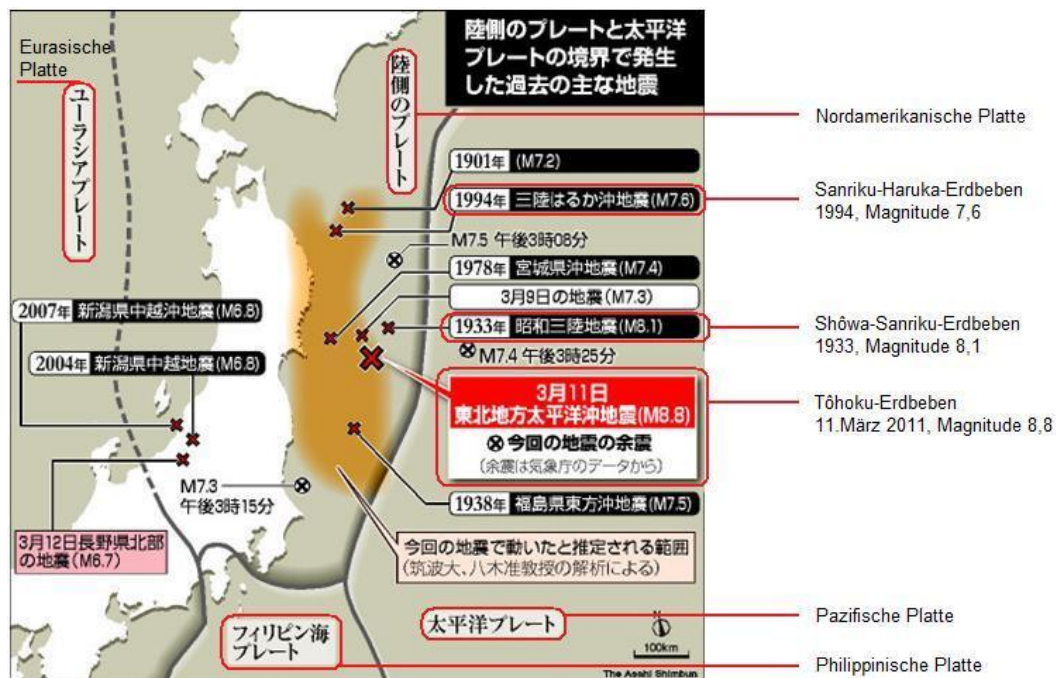 陸側のプレートと太平洋
プレートの境界で発生
した過去の主な地震
Eurasische
Platte
ユーラシアプレート
陸側のプレート
Nordamerikanische Platte
1901年 (M7.2)
1994年 三陸はるか沖地震(M7.6)
Sanriku-Haruka-Erdbeben
1994, Magnitude 7,6
M7.5 午後3時08分
1978年 宮城県沖地震(M7.4)
3月9日の地震(M7.3)
2007年 新潟県中越沖地震(M6.8)
1933年 昭和三陸地震(M8.1)
Shôwa-Sanriku-Erdbeben
1933, Magnitude 8,1
M7.4 午後3時25分
2004年 新潟県中越地震(M6.8)
3月11日
東北地方太平洋沖地震(M8.8)
今回の地震の余震
(余震は気象庁のデータから)
Tôhoku-Erdbeben
11.März 2011, Magnitude 8,8
M7.3
午後3時15分
1938年 福島県東方沖地震(M7.5)
3月12日長野県北部
の地震(M6.7)
今回の地震で動いたと推定される範囲
(筑波大、八木准教授の解析による)
フィリピン海
プレート
太平洋プレート
Pazifische Platte
Philippinische Platte
N
100km
The Asahi Shimbun